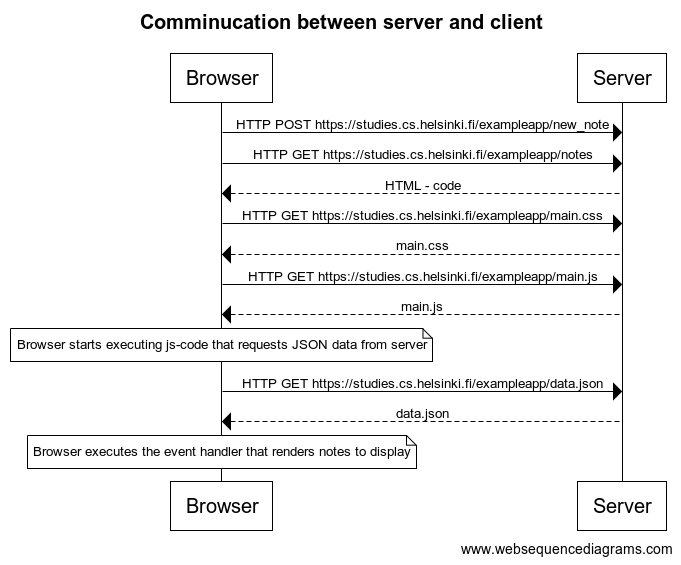 Comminucation between server and client
Browser
Server
HTTP POST https://studies.cs.helsinki.fi/exampleapp/new_note
HTTP GET https://studies.cs.helsinki.fi/exampleapp/notes
HTML - code
HTTP GET https://studies.cs.helsinki.fi/exampleapp/main.css
main.css
HTTP GET https://studies.cs.helsinki.fi/exampleapp/main.js
main.js
Browser starts executing js-code that requests JSON data from server
HTTP GET https://studies.cs.helsinki.fi/exampleapp/data.json
data.json
Browser executes the event handler that renders notes to display
Browser
Server
www.websequencediagrams.com